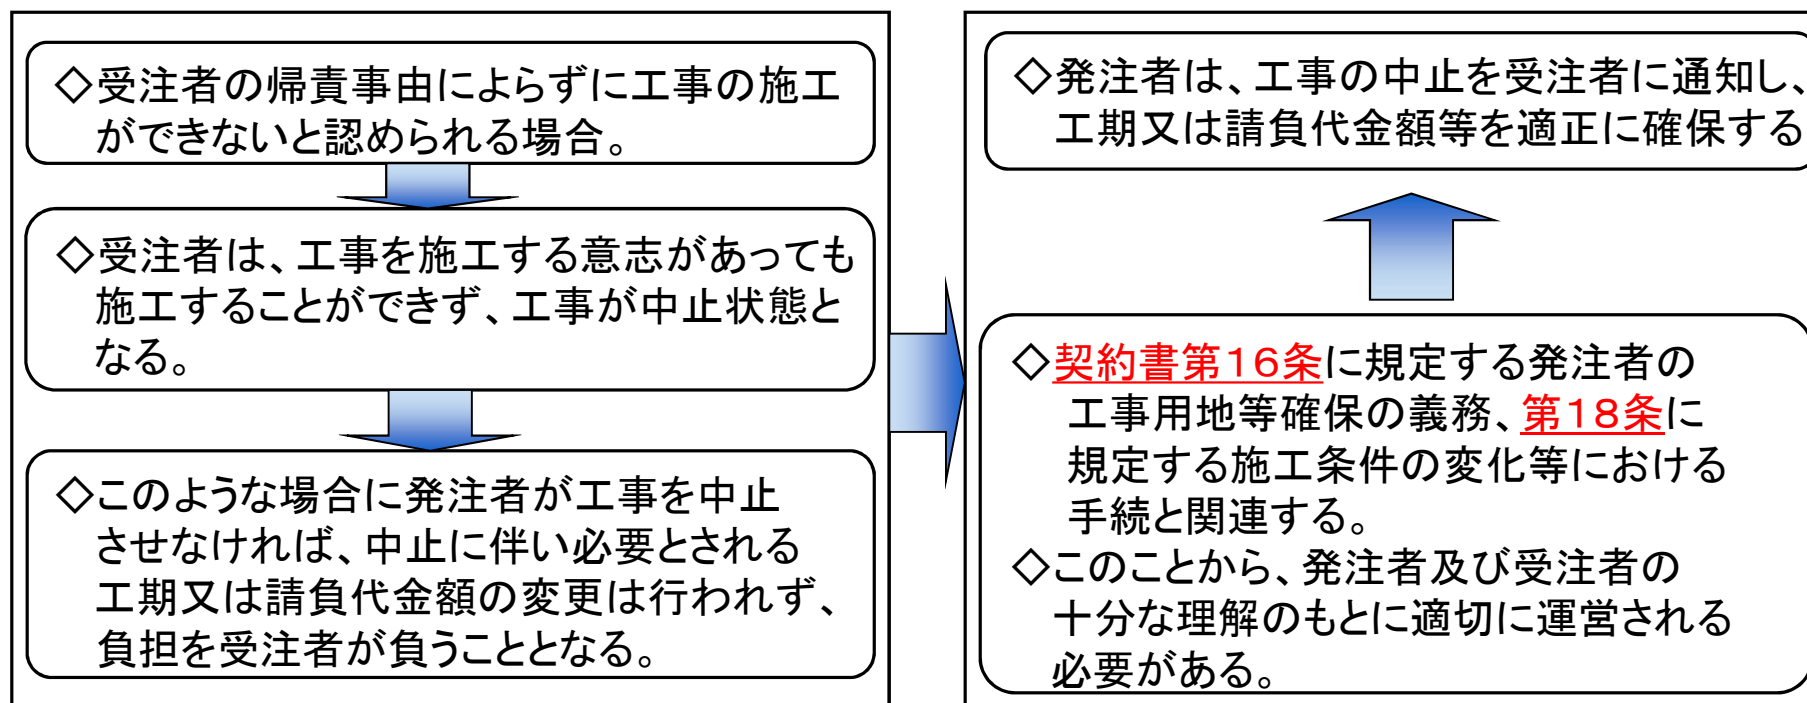 ◇受注者の帰責事由によらずに工事の施工
ができないと認められる場合。
◇受注者は、工事を施工する意志があっても
施工することができず、工事が中止状態と
なる。
◇このような場合に発注者が工事を中止
させなければ、中止に伴い必要とされる
工期又は請負代金額の変更は行われず、
負担を受注者が負うこととなる。
◇発注者は、工事の中止を受注者に通知し、
工期又は請負代金額等を適正に確保する
◇契約書第16条に規定する発注者の
工事用地等確保の義務、第18条に
規定する施工条件の変化等における
手続と関連する。
◇このことから、発注者及び受注者の
十分な理解のもとに適切に運営される
必要がある。